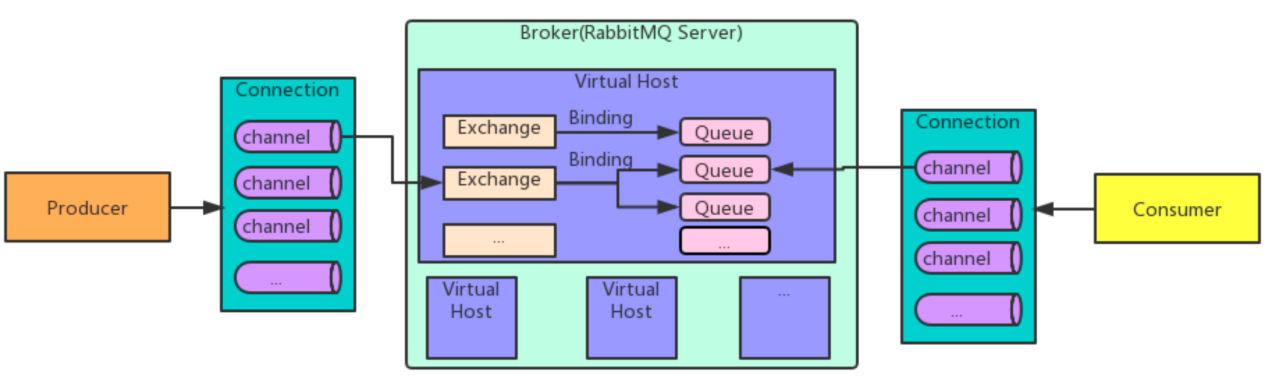 Broker(RabbitMQ Server)
Virtual Host
Connection
channel
channel
channel
...
Producer
Exchange
Binding
Queue
Exchange
Binding
Queue
Queue
...
...
Virtual
Host
Virtual
Host
...
Connection
channel
channel
channel
...
Consumer